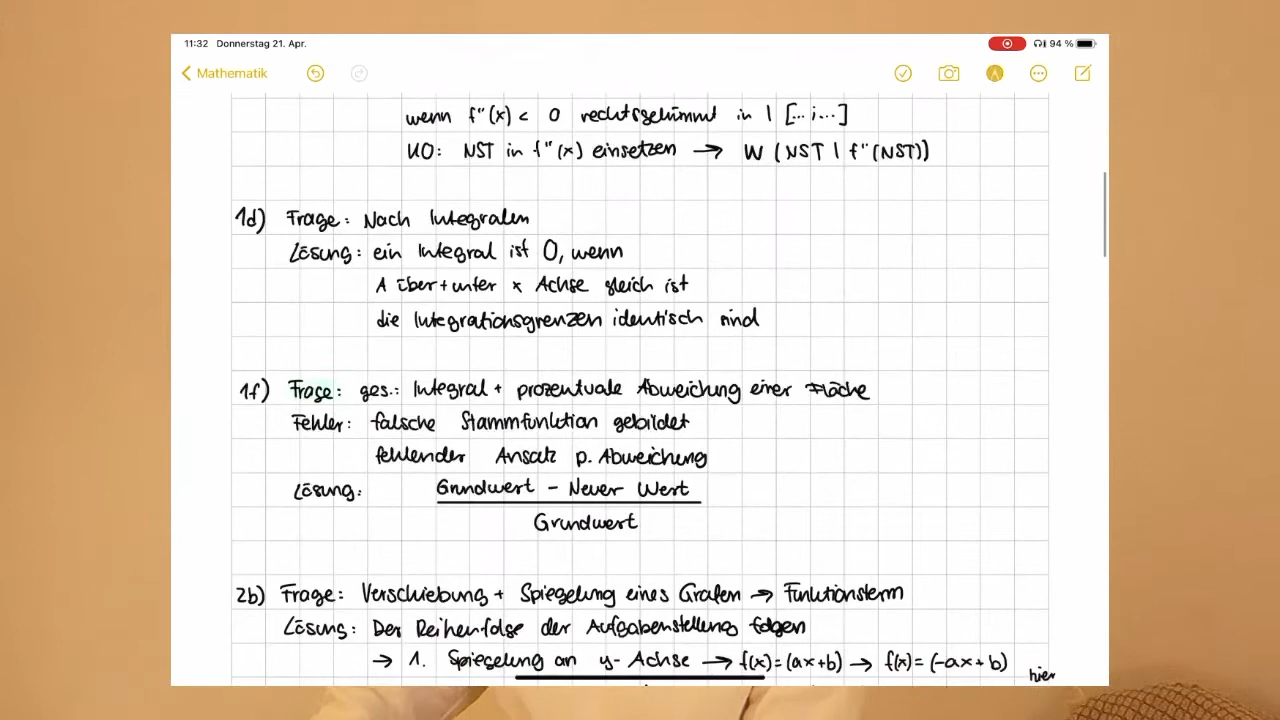 11:32 Donnerstag 21. Apr.
94 %
Mathematik
wenn f"(x) < 0 rechtsgekümmt in I [... i...]
KO: NST in f"(x) einsetzen → W (NST | f"(NST))
1d) Frage: Nach Integralen
Lösung: ein Integral ist 0, wenn
A über + unter x Achse gleich ist
die Integrationsgrenzen identisch sind
1f) Frage: ges.: Integral + prozentuale Abweichung einer Fläche
Fehler: falsche Stammfunktion gebildet
fehlender Ansatz p. Abweichung
Lösung: Grundwert - Neuer Wert
Grundwert
2b) Frage: Verschiebung + Spiegelung eines Grafen → Funktionsterm
Lösung: Der Reihenfolge der Aufgabenstellung folgen
→ 1. Spiegelung an y-Achse → f(x) = (ax+b) → f(x) = (-ax+b)
hier